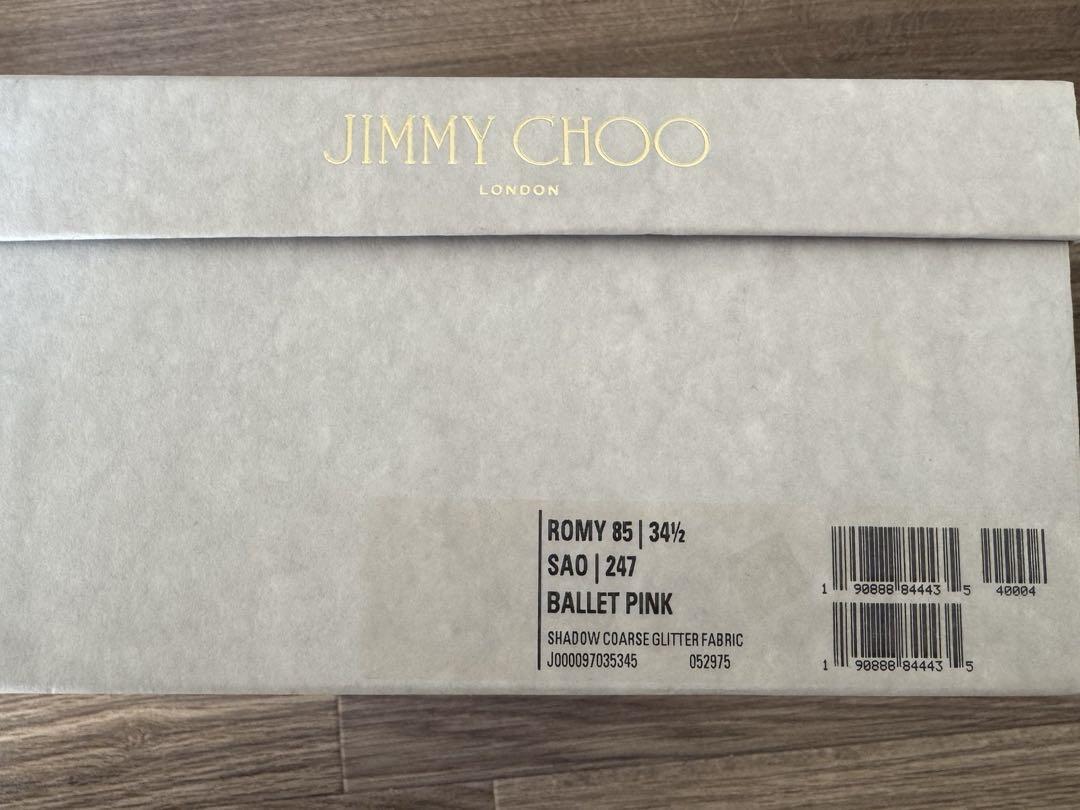 JIMMY CHOO
LONDON
ROMY 85 | 34½
SAO | 247
BALLET PINK
SHADOW COARSE GLITTER FABRIC
J000097035345 052975
1 90888 84443 5 40004
1 90888 84443 5